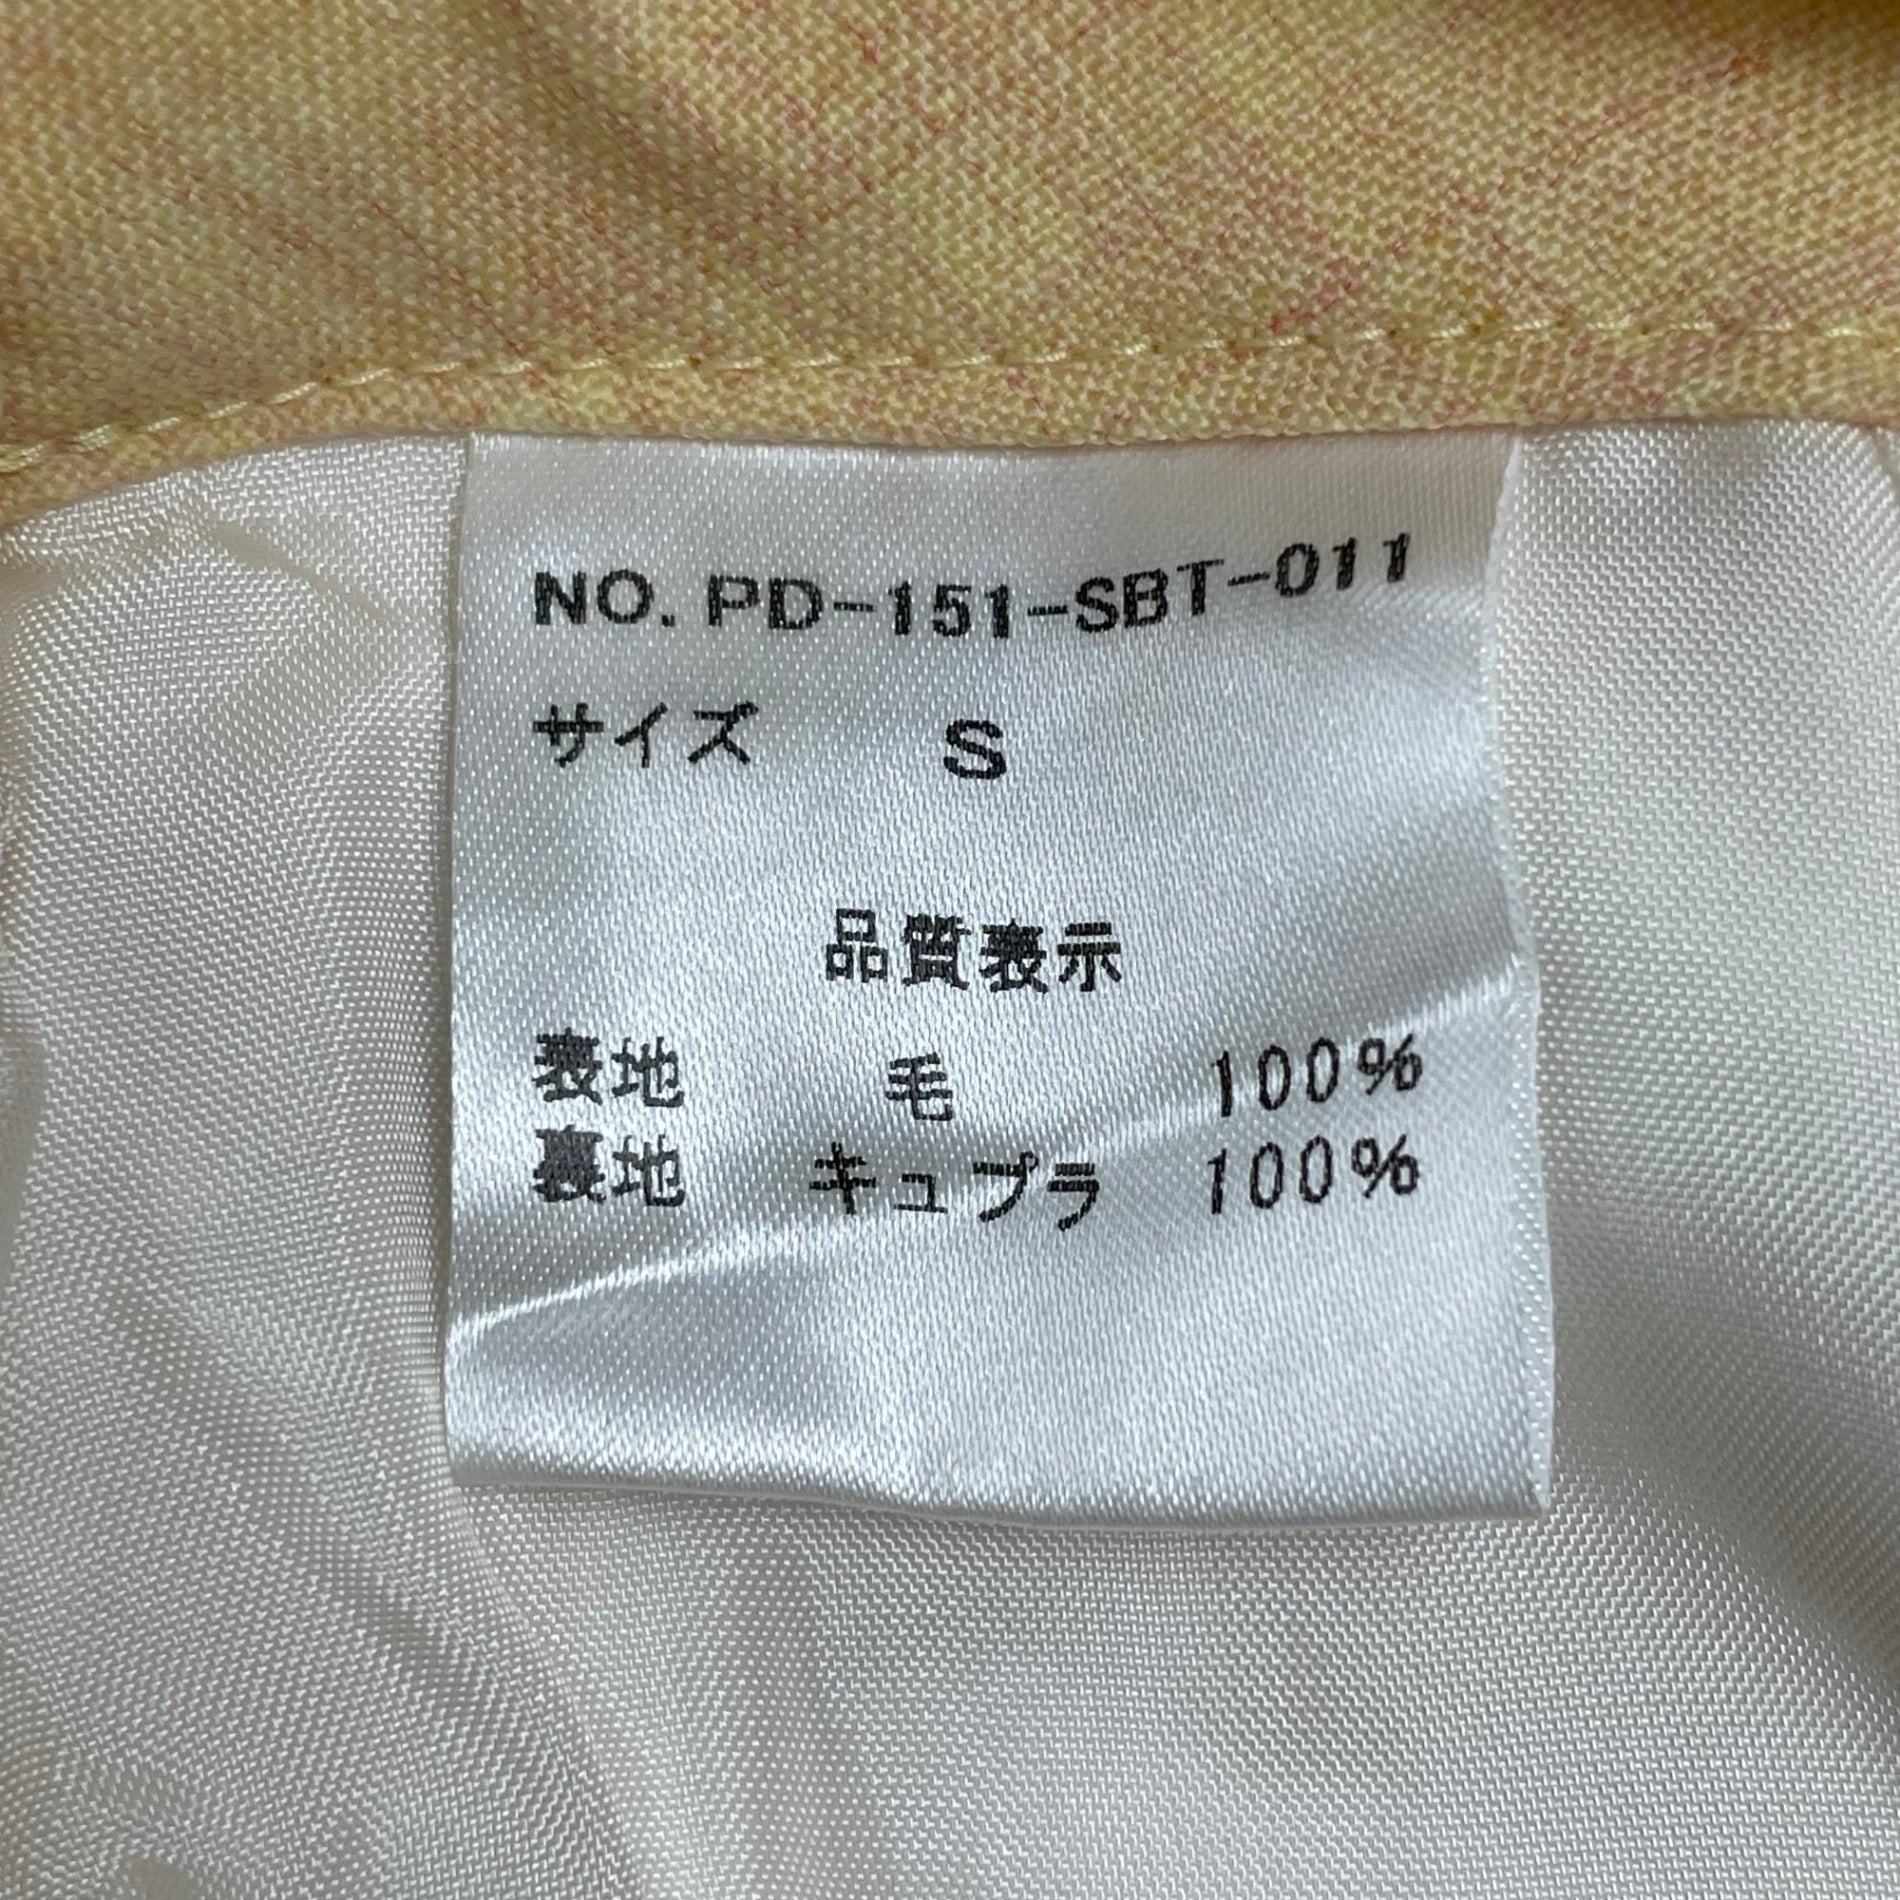 NO. PD-151-SBT-011
サイズ S
品質表示
表地 毛 100%
裏地 キュプラ 100%